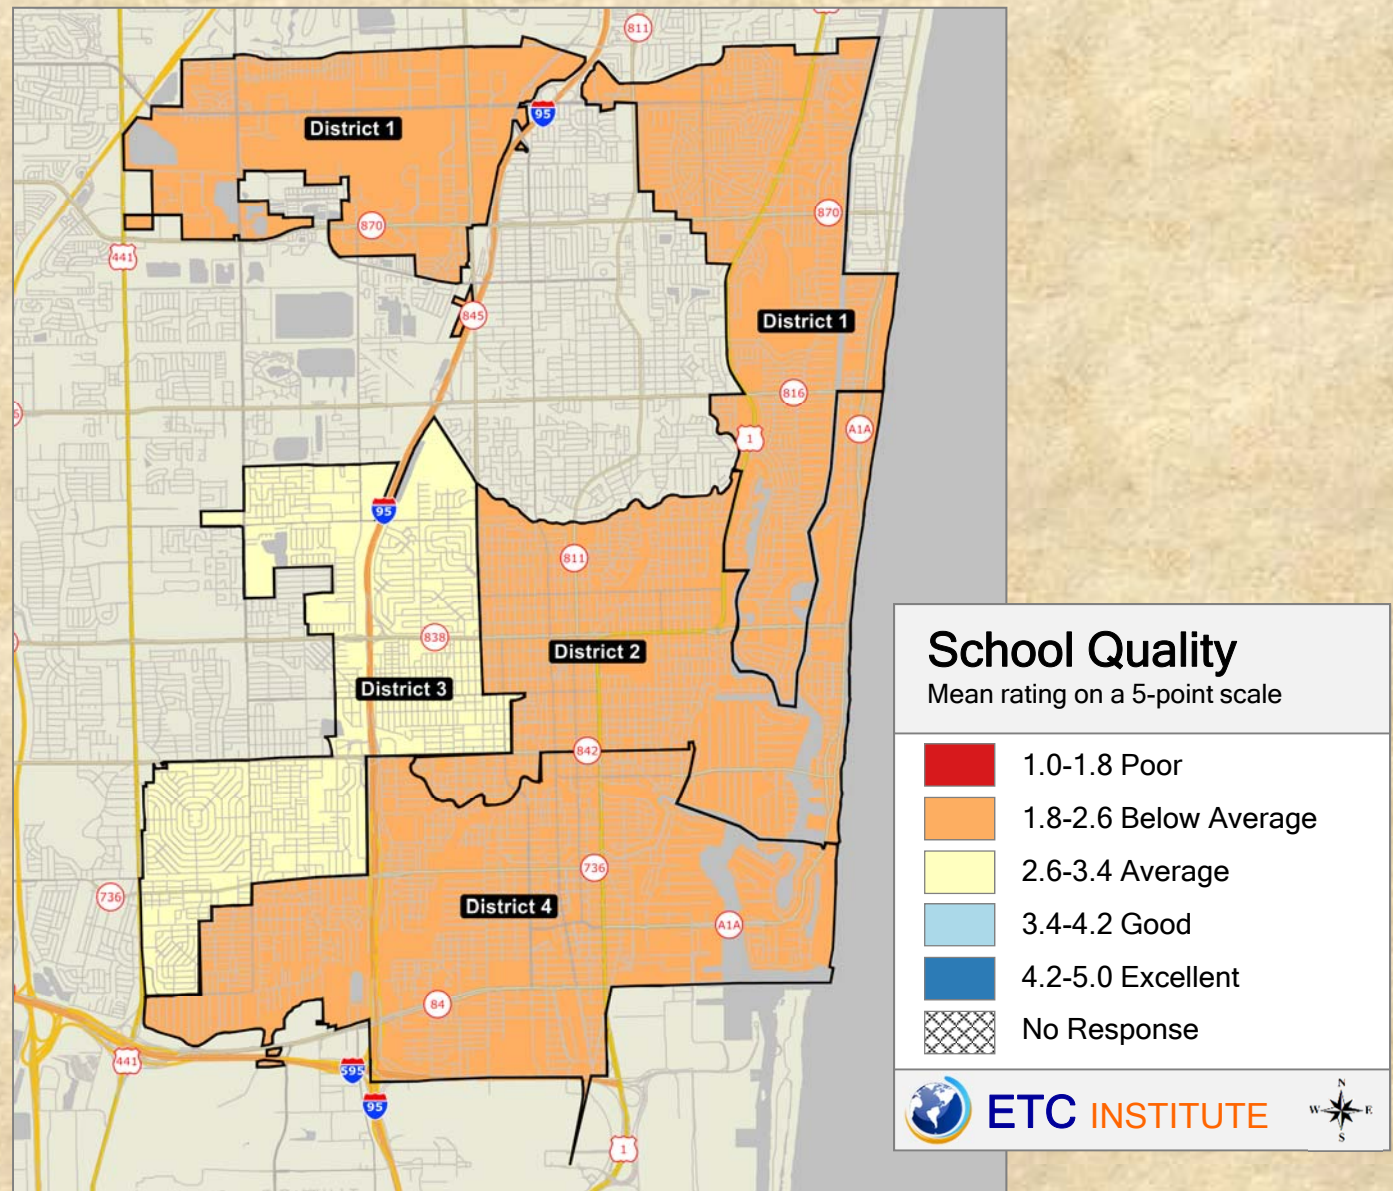 811
95
District 1
870
870
441
845
District 1
816
A1A
1
95
811
838
District 2
District 3
842
736
736
District 4
A1A
84
441
595
95
1
School Quality
Mean rating on a 5-point scale
1.0-1.8 Poor
1.8-2.6 Below Average
2.6-3.4 Average
3.4-4.2 Good
4.2-5.0 Excellent
No Response
ETC INSTITUTE
N
W E
S